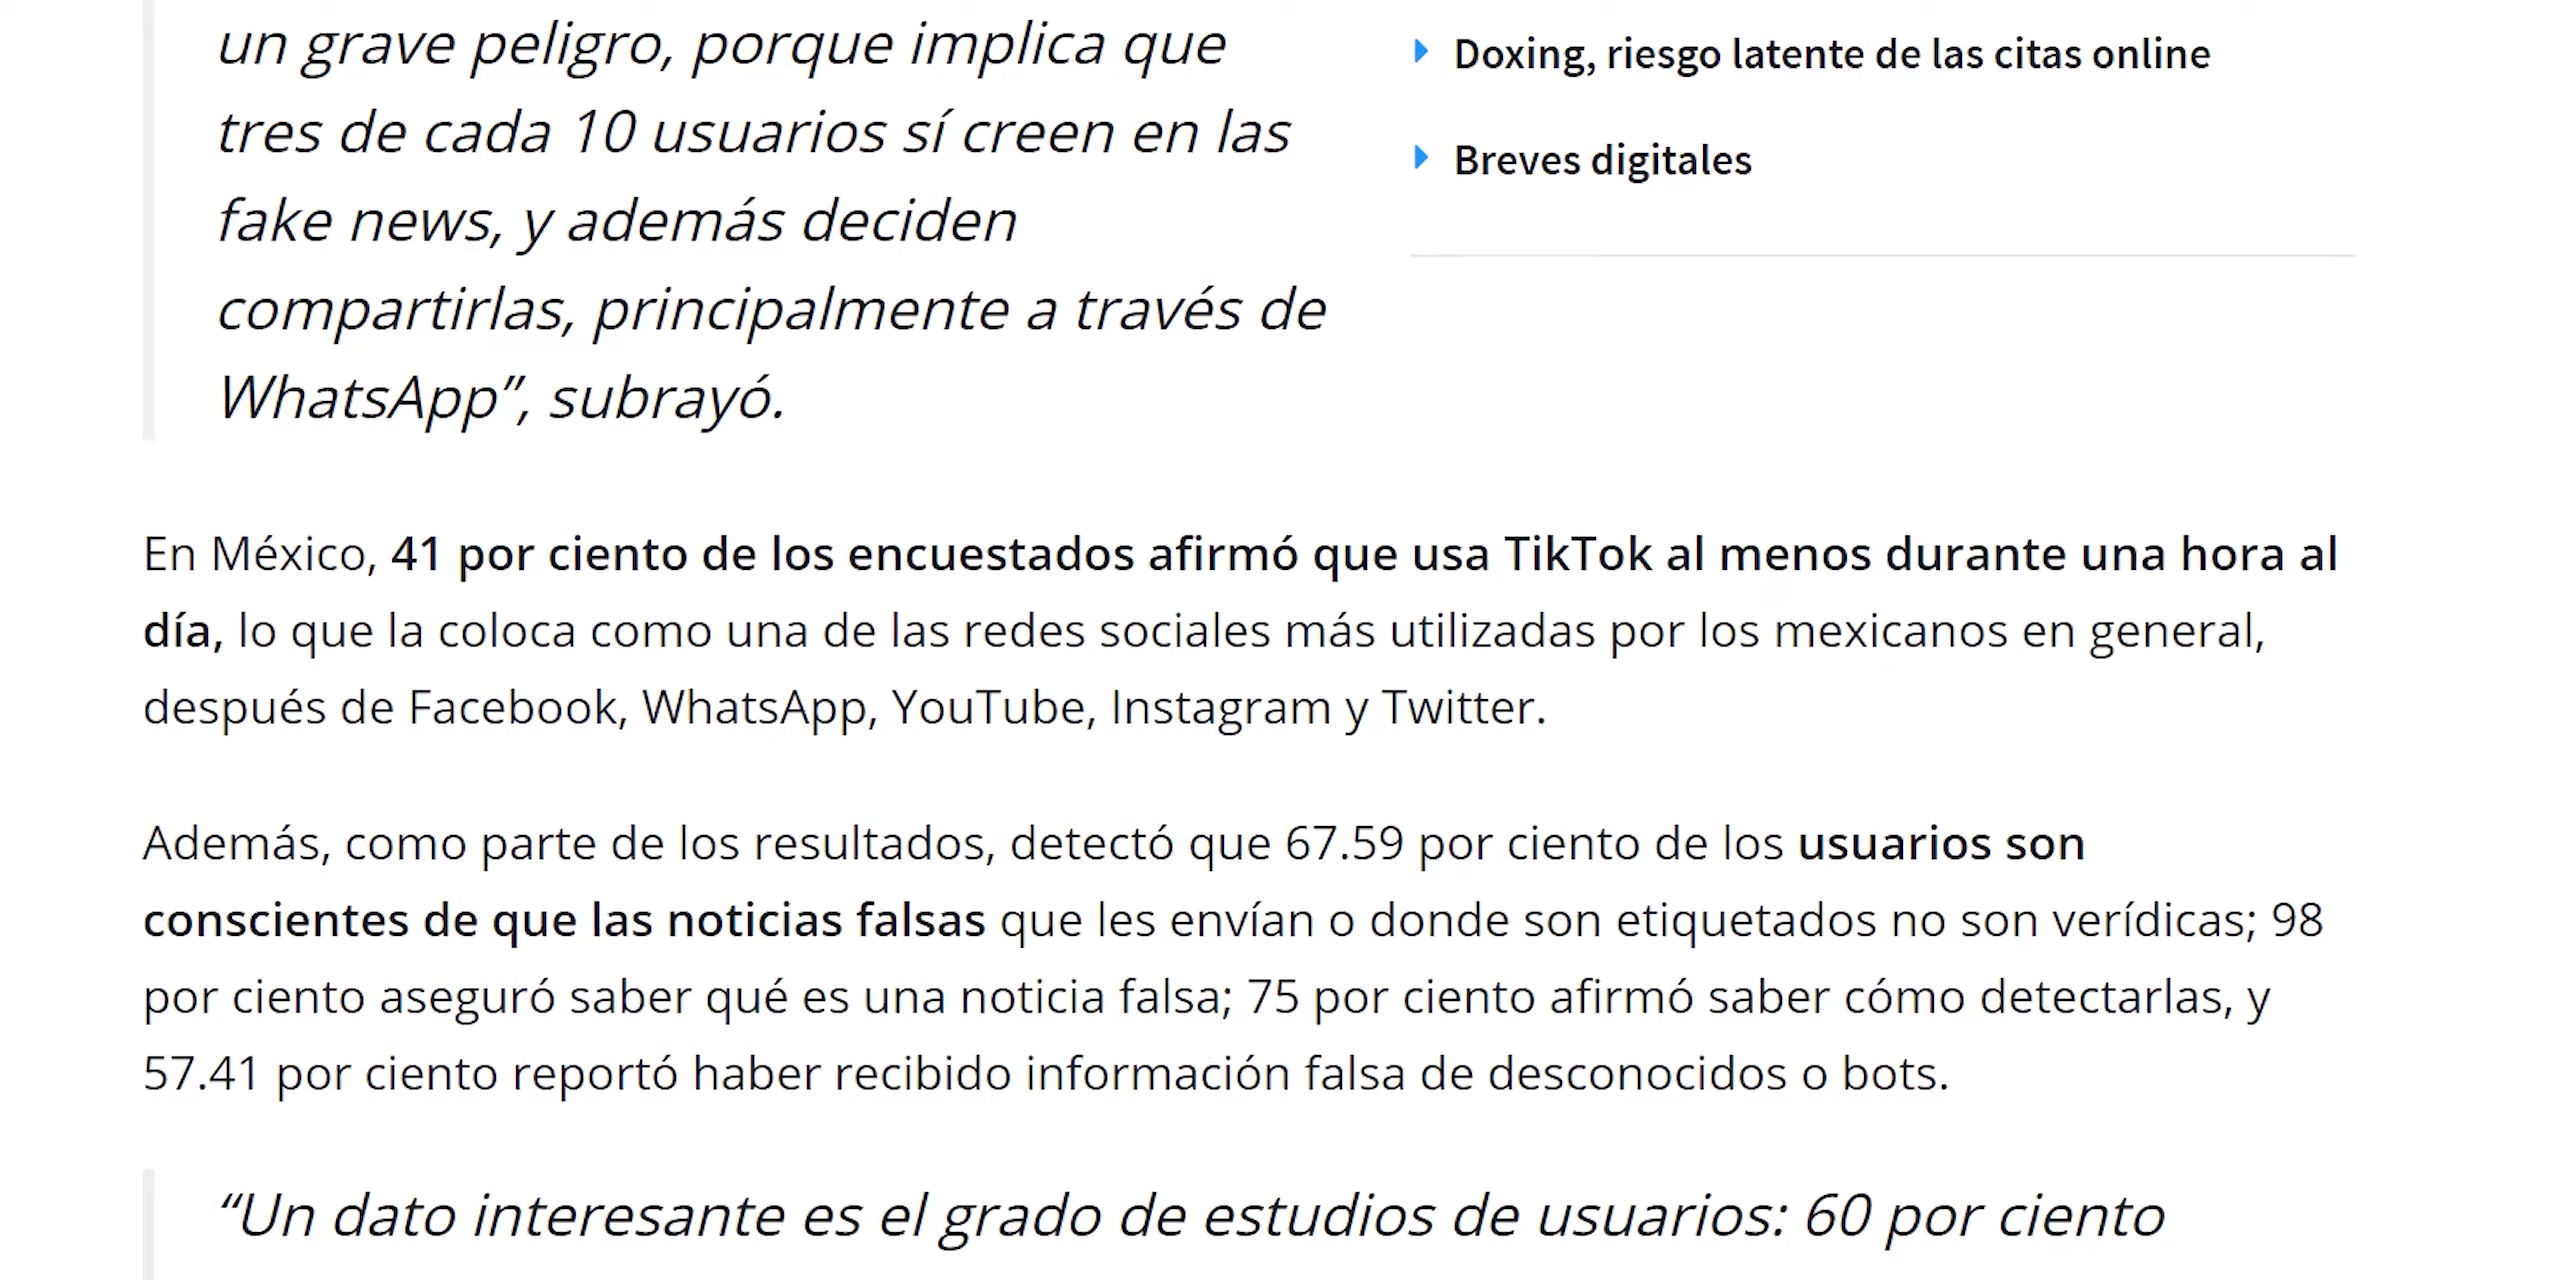 un grave peligro, porque implica que
tres de cada 10 usuarios sí creen en las
fake news, y además deciden
compartirlas, principalmente a través de
WhatsApp”, subrayó.
Doxing, riesgo latente de las citas online
Breves digitales
En México, 41 por ciento de los encuestados afirmó que usa TikTok al menos durante una hora al
día, lo que la coloca como una de las redes sociales más utilizadas por los mexicanos en general,
después de Facebook, WhatsApp, YouTube, Instagram y Twitter.
Además, como parte de los resultados, detectó que 67.59 por ciento de los usuarios son
conscientes de que las noticias falsas que les envían o donde son etiquetados no son verídicas; 98
por ciento aseguró saber qué es una noticia falsa; 75 por ciento afirmó saber cómo detectarlas, y
57.41 por ciento reportó haber recibido información falsa de desconocidos o bots.
“Un dato interesante es el grado de estudios de usuarios: 60 por ciento